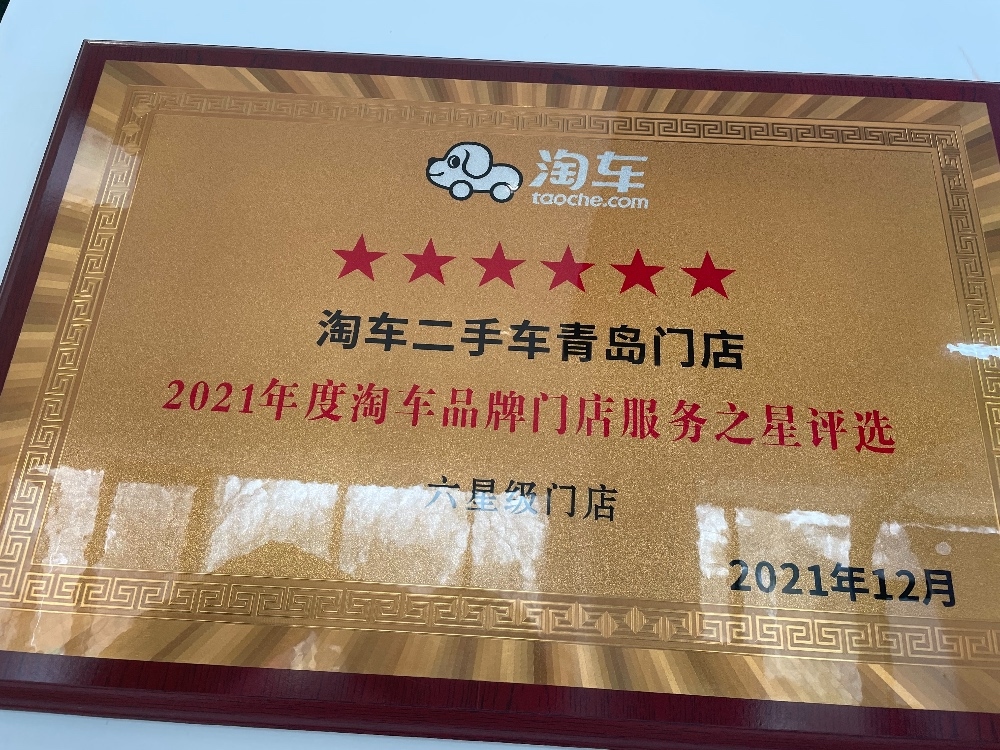 淘车
taoche.com
淘车二手车青岛门店
2021年度淘车品牌门店服务之星评选
六星级门店
2021年12月